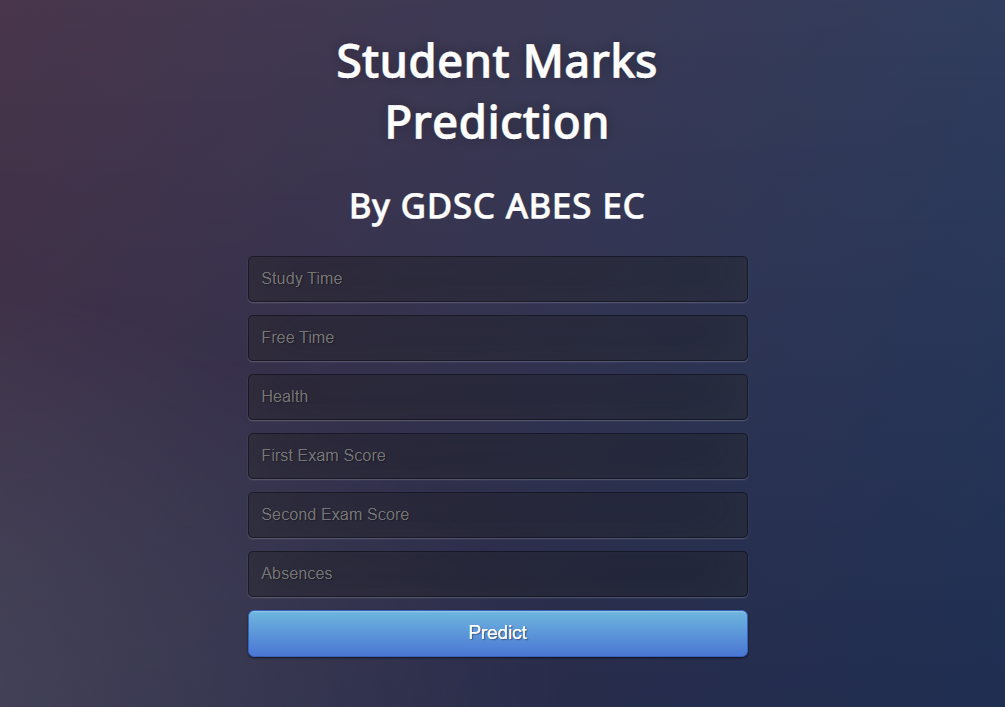 Student Marks
Prediction
By GDSC ABES EC
Study Time
Free Time
Health
First Exam Score
Second Exam Score
Absences
Predict